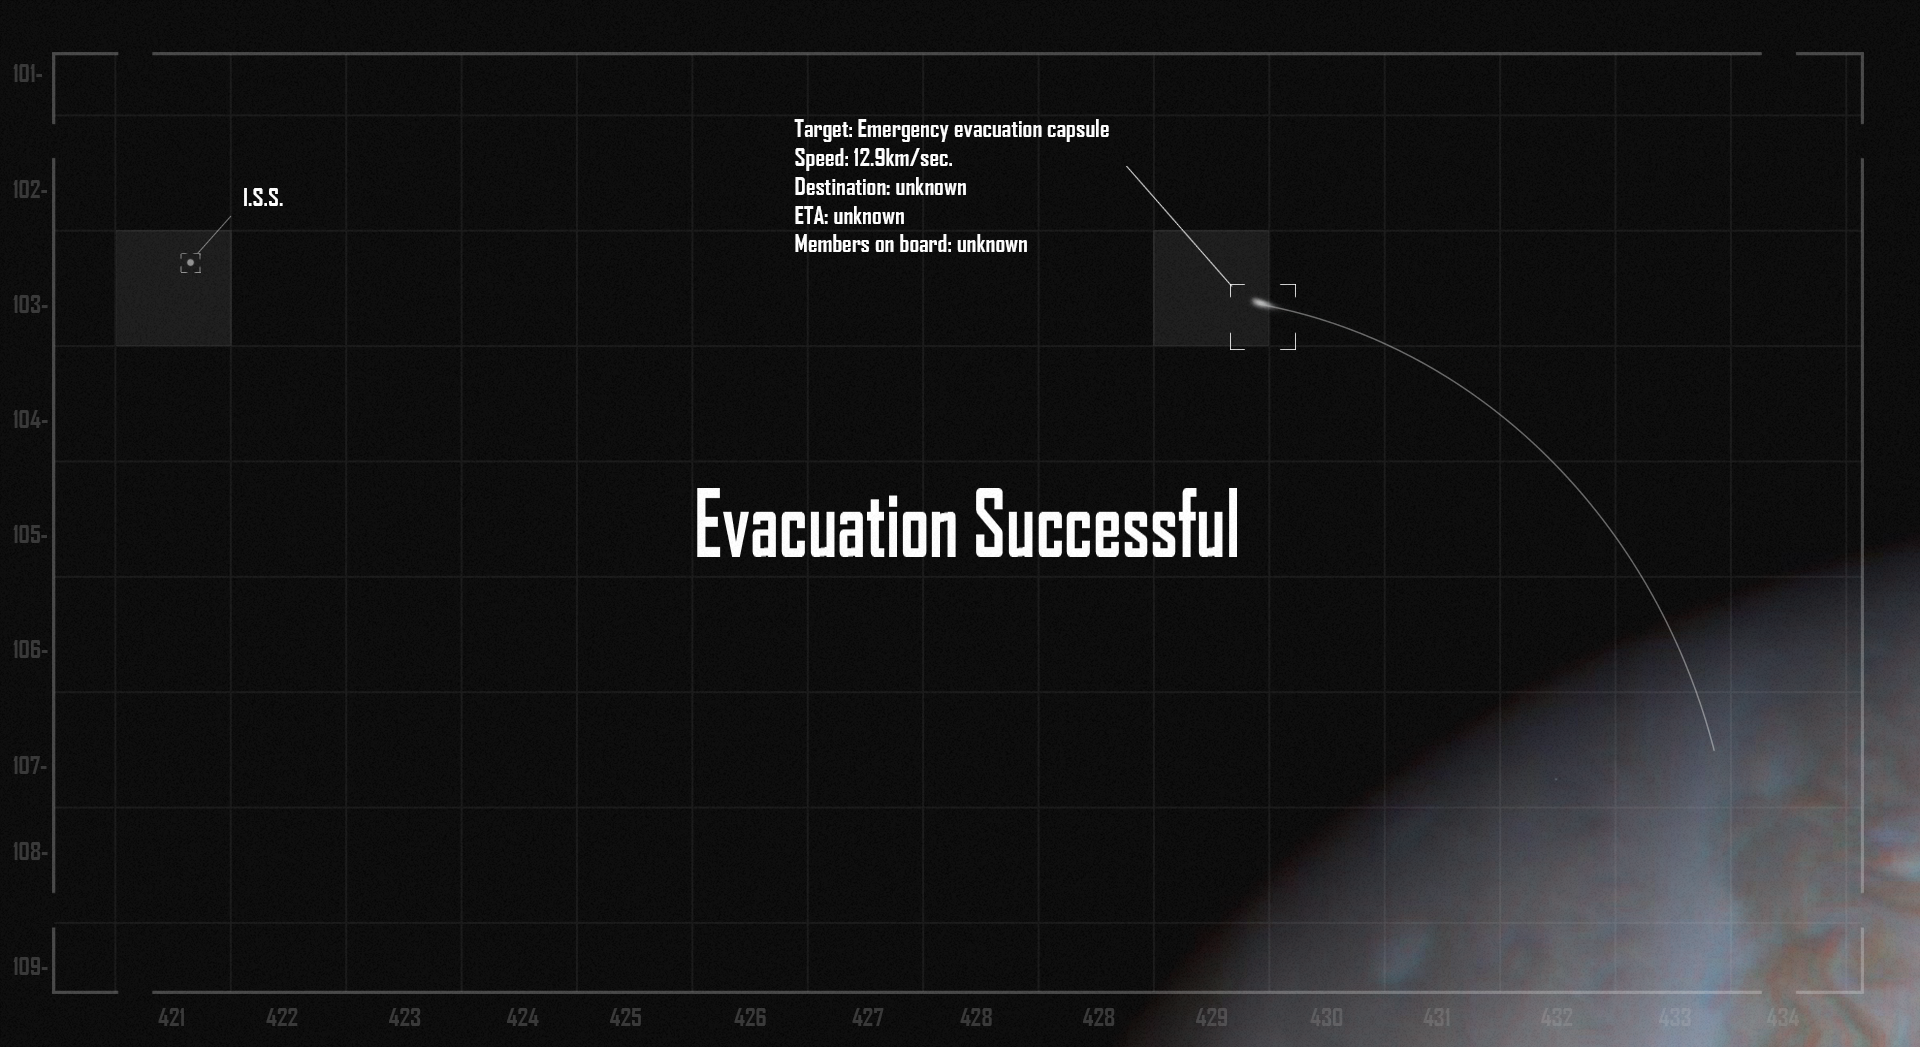 101-
Target: Emergency evacuation capsule
Speed: 12.9km/sec.
102-
I.S.S.
Destination: unknown
ETA: unknown
Members on board: unknown
103-
104-
Evacuation Successful
105-
106-
107-
108-
109-
421 422 423 424 425 426 427 428 428 429 430 431 432 433 434